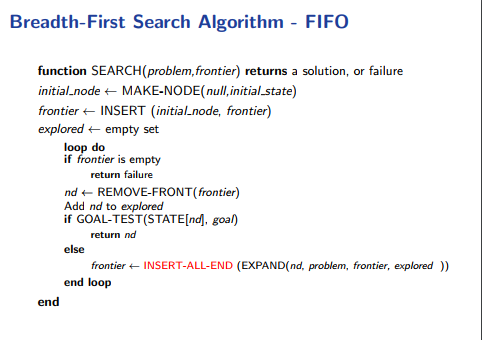 Breadth-First Search Algorithm - FIFO
function SEARCH(problem,frontier) returns a solution, or failure
initial_node ← MAKE-NODE(null,initial_state)
frontier ← INSERT (initial_node, frontier)
explored ← empty set
loop do
if frontier is empty
return failure
nd ← REMOVE-FRONT(frontier)
Add nd to explored
if GOAL-TEST(STATE[nd], goal)
return nd
else
frontier ← INSERT-ALL-END (EXPAND(nd, problem, frontier, explored ))
end loop
end